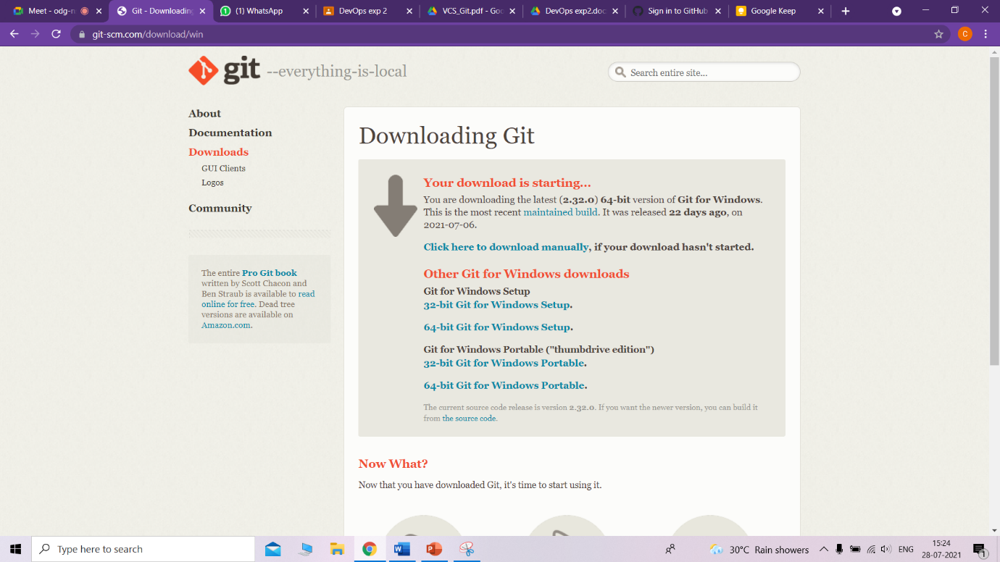 Meet - odg-n
Git - Downloading
(1) WhatsApp
DevOps exp 2
VCS_Git.pdf - Goo
DevOps exp2.doc
Sign in to GitHub
Google Keep
git-scm.com/download/win
C
git --everything-is-local
Search entire site...
About
Documentation
Downloads
GUI Clients
Logos
Community
The entire Pro Git book
written by Scott Chacon and
Ben Straub is available to read
online for free. Dead tree
versions are available on
Amazon.com.
Downloading Git
Your download is starting...
You are downloading the latest (2.32.0) 64-bit version of Git for Windows.
This is the most recent maintained build. It was released 22 days ago, on
2021-07-06.
Click here to download manually, if your download hasn't started.
Other Git for Windows downloads
Git for Windows Setup
32-bit Git for Windows Setup.
64-bit Git for Windows Setup.
Git for Windows Portable ("thumbdrive edition")
32-bit Git for Windows Portable.
64-bit Git for Windows Portable.
The current source code release is version 2.32.0. If you want the newer version, you can build it
from the source code.
Now What?
Now that you have downloaded Git, it's time to start using it.
Type here to search
30°C Rain showers
ENG
15:24
28-07-2021
1